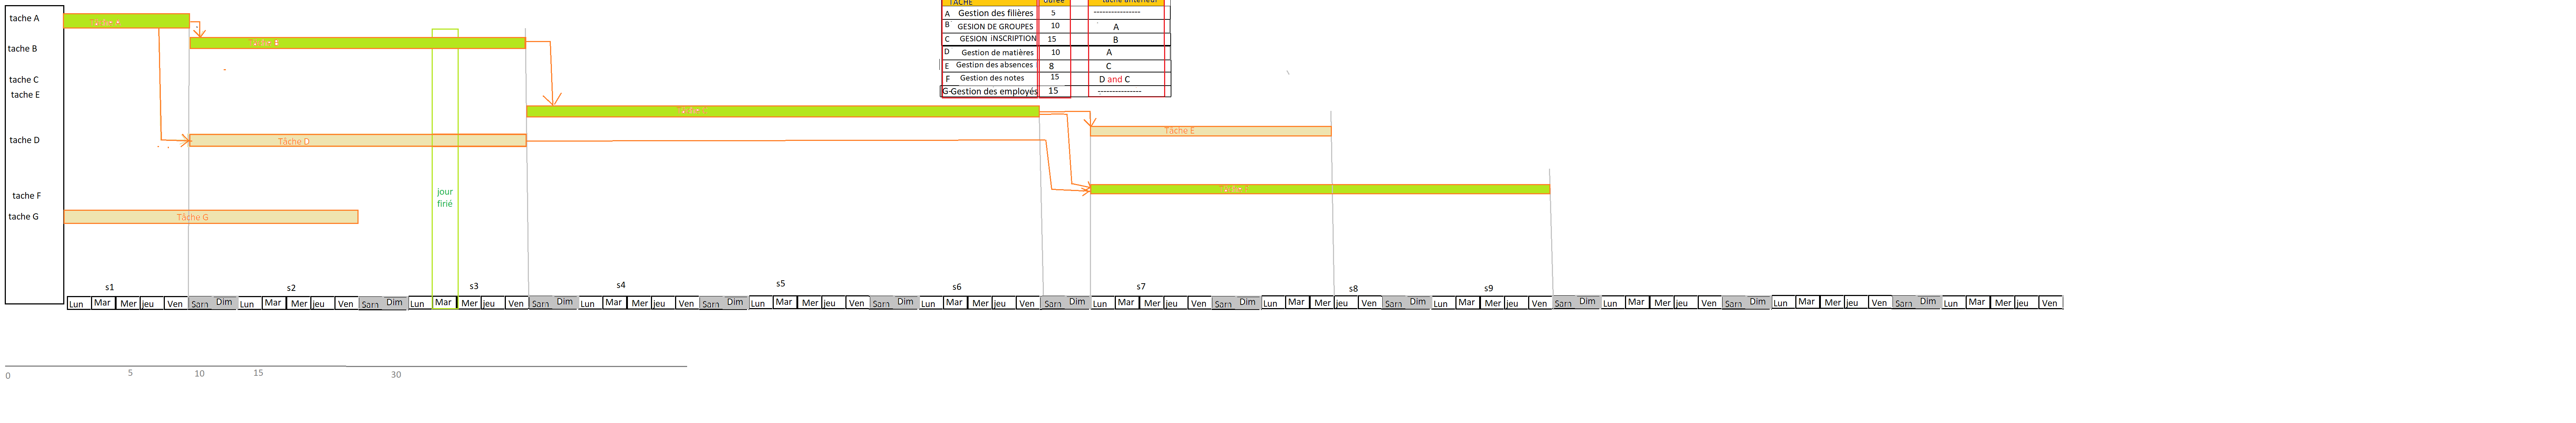 TACHE durée tache antérieur
A Gestion des filières 5 ----------------
B GESION DE GROUPES 10 A
C GESION iNSCRIPTION 15 B
D Gestion de matières 10 A
E Gestion des absences 8 C
F Gestion des notes 15 D and C
G-Gestion des employés 15 ---------------
tache A
Tâche A
tache B
Tâche B
tache C
tache E
Tâche C
Tâche E
tache D
Tâche D
tache F
Tâche F
jour
firié
tache G
Tâche G
s1 s2 s3 s4 s5 s6 s7 s8 s9
Lun Mar Mer jeu Ven Sam Dim Lun Mar Mer jeu Ven Sam Dim Lun Mar Mer jeu Ven Sam Dim Lun Mar Mer jeu Ven Sam Dim Lun Mar Mer jeu Ven Sam Dim Lun Mar Mer jeu Ven Sam Dim Lun Mar Mer jeu Ven Sam Dim Lun Mar Mer jeu Ven Sam Dim Lun Mar Mer jeu Ven Sam Dim Lun Mar Mer jeu Ven Sam Dim Lun Mar Mer jeu Ven Sam Dim Lun Mar Mer jeu Ven
0 5 10 15 30